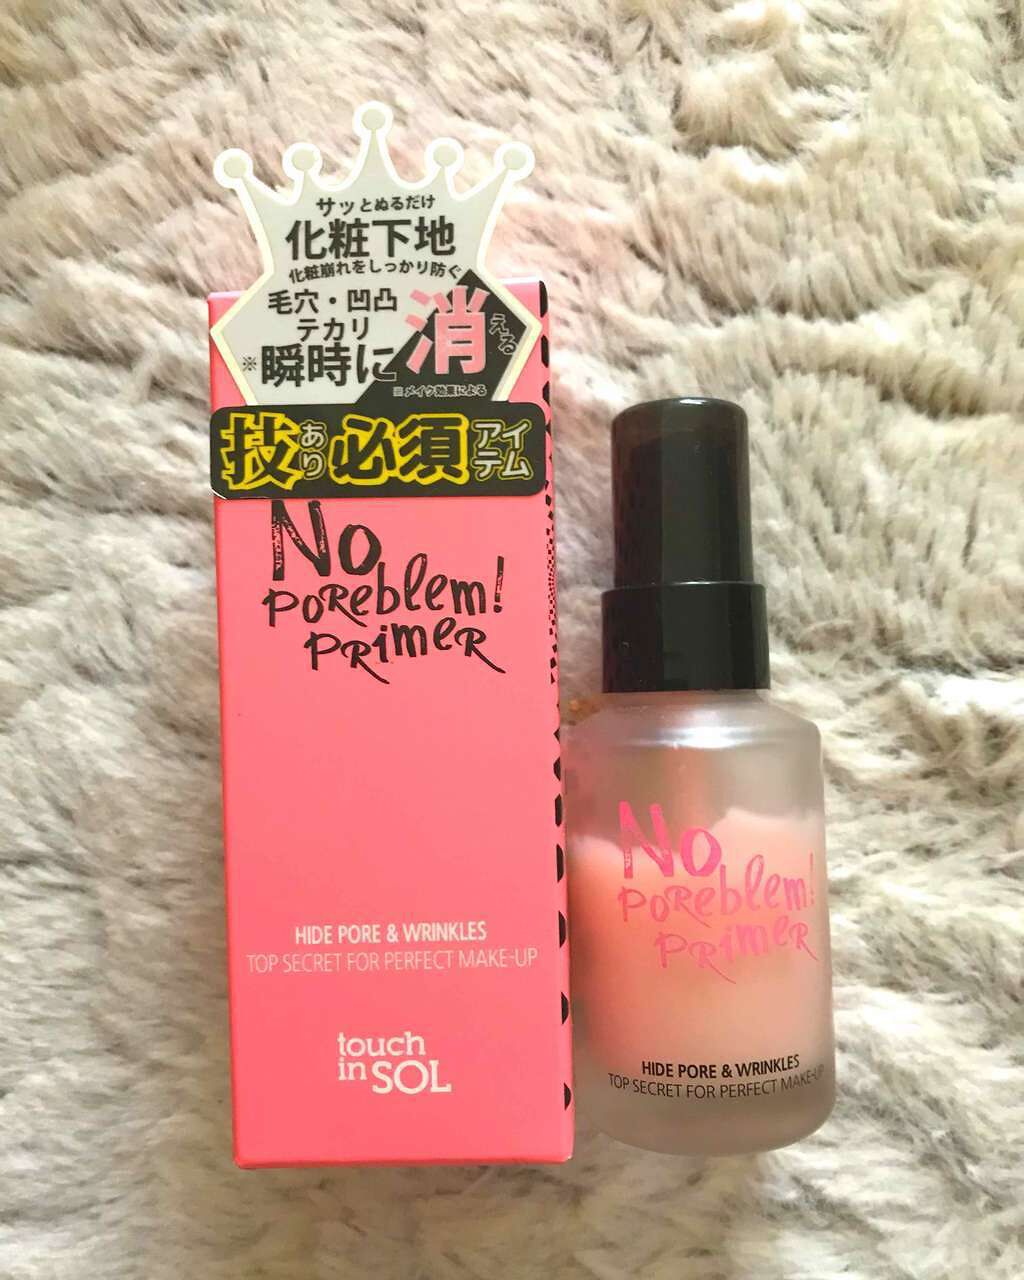 サッとぬるだけ
化粧下地
化粧崩れをしっかり防ぐ
毛穴・凹凸
テカリ
※瞬時に消える
※メイク効果による
技あり必須アイテム
No
POReblem!
PRimeR
HIDE PORE & WRINKLES
TOP SECRET FOR PERFECT MAKE-UP
touch
in SOL
No
POReblem!
PRimeR
HIDE PORE & WRINKLES
TOP SECRET FOR PERFECT MAKE-UP